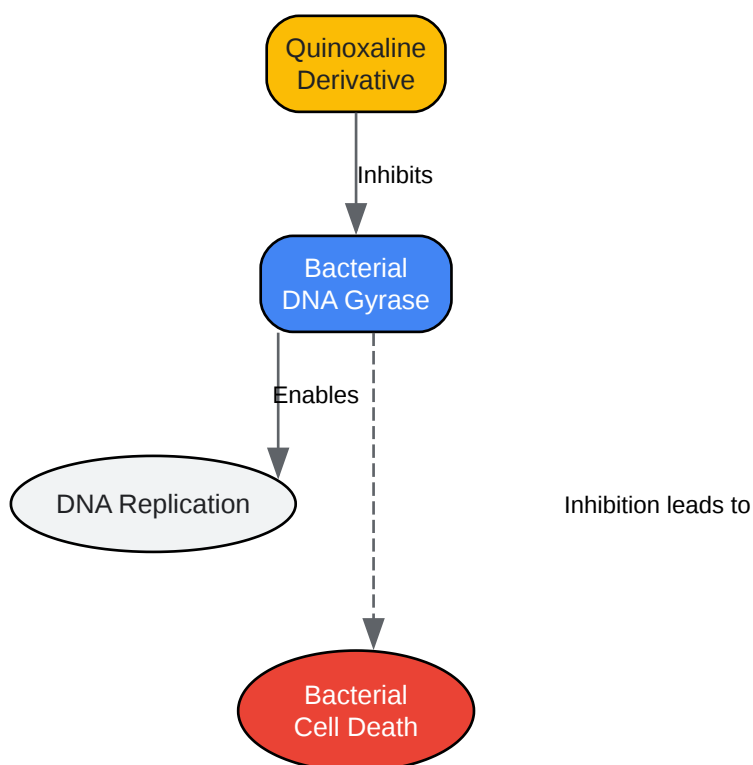 Quinoxaline
Derivative
Inhibits
Bacterial
DNA Gyrase
Enables
DNA Replication
Inhibition leads to
Bacterial
Cell Death